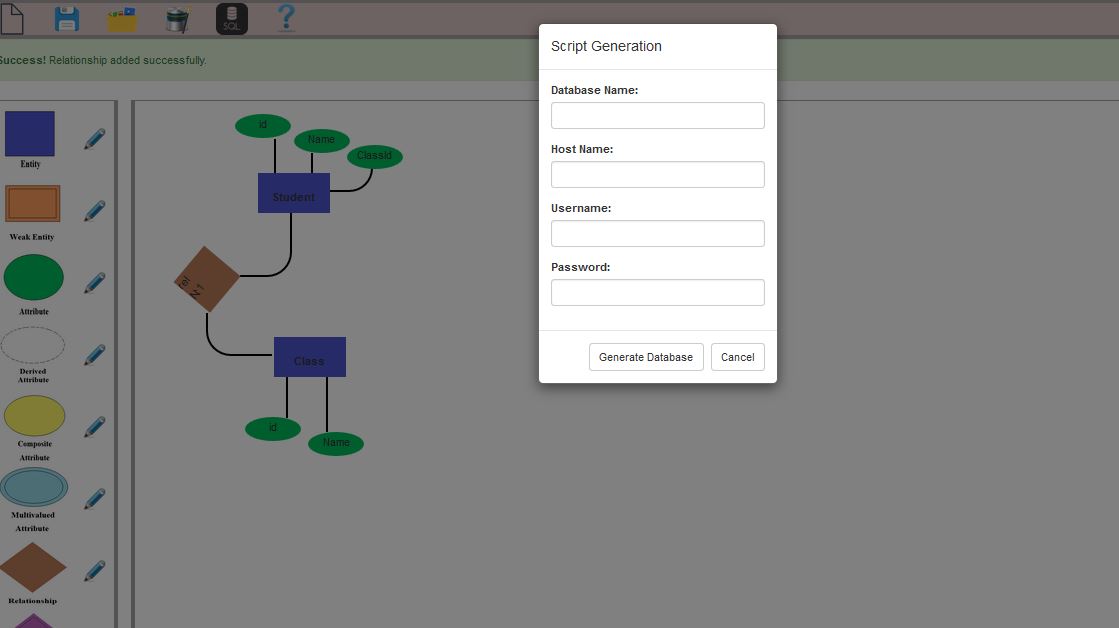 SQL
Success! Relationship added successfully.
Script Generation
Database Name:
Host Name:
Username:
Password:
Generate Database
Cancel
Entity
Weak Entity
Attribute
Derived
Attribute
Composite
Attribute
Multivalued
Attribute
Relationship
id
Name
ClassId
Student
rel
N 1
Class
id
Name